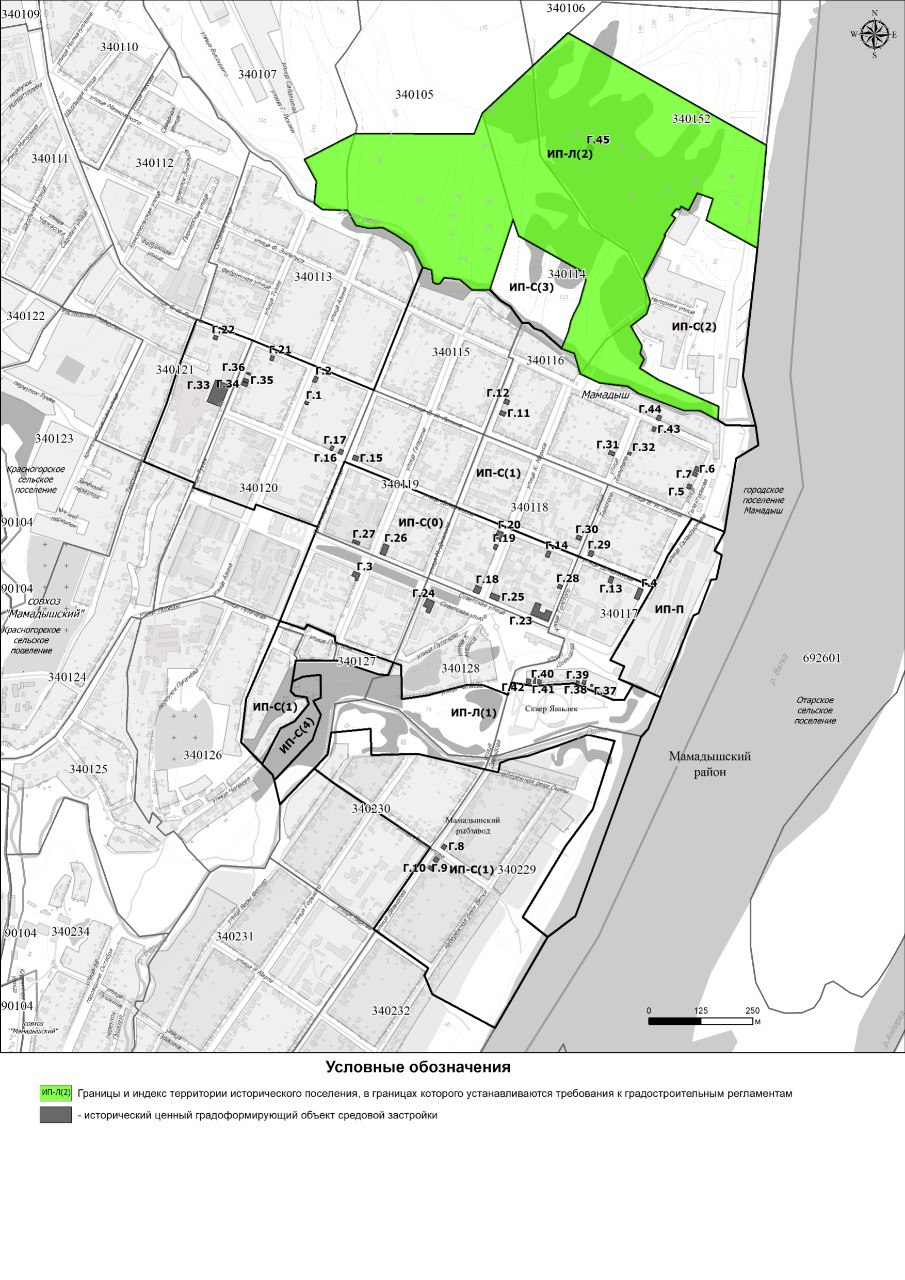 340109
340106
340110
N
W E
S
340107
340105
340152
340111
340112
Г.45
ИП-Л(2)
340113
340114
ИП-С(3)
340122
ИП-С(2)
Г.22
340115
340116
Г.21
340121
Г.36
Г.2
Г.33
Г.34
Г.35
Г.1
Г.12
Мамадыш
Г.11
Г.44
Г.43
340123
Г.17
Г.31
Г.32
Г.16
Г.15
Красногорское
сельское
поселение
ИП-С(1)
Г.6
Г.7
Г.5
340120
340119
городское
поселение
Мамадыш
340118
90104
ИП-С(0)
Г.20
Г.27
Г.26
Г.19
Г.30
Г.14
Г.29
Г.3
Г.18
Г.28
Г.13
Г.4
90104
совхоз
"Мамадышский"
Г.24
Г.25
Г.23
340117
ИП-П
Советская улица
Красногорское
сельское
поселение
улица Пугачёва
340127
340128
692601
р. Вятка
340124
Г.40
Г.39
Г.42
Г.41
Г.38
Г.37
Отарское
сельское
поселение
ИП-С(1)
ИП-Л(1)
Сквер Яшьлек
ИП-С(4)
340126
Мамадышский
район
340125
340230
Мамадышский
рыбзавод
Г.8
Г.10
Г.9
ИП-С(1)
340229
90104
340234
340231
90104
340232
совхоз
"Мамадышский"
0 125 250
м
Условные обозначения
ИП-Л(2) Границы и индекс территории исторического поселения, в границах которого устанавливаются требования к градостроительным регламентам
- исторический ценный градоформирующий объект средовой застройки